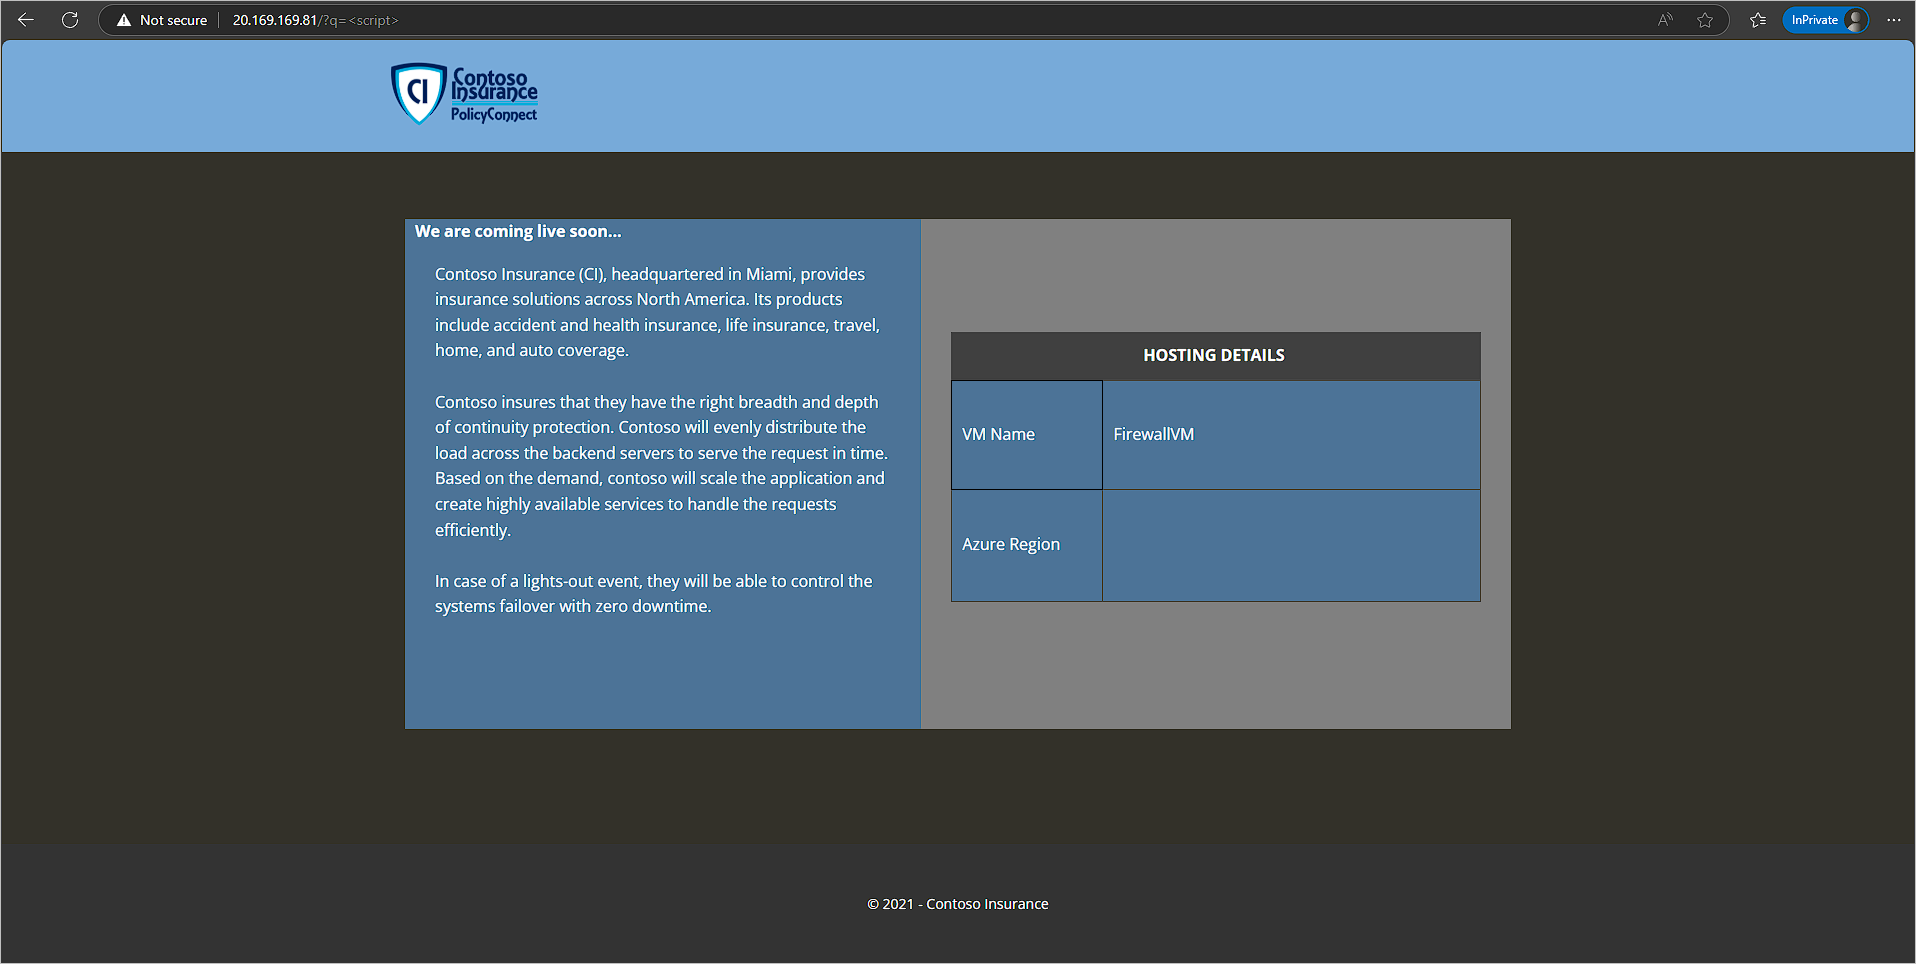 Not secure
20.169.169.81/?q=<script>
InPrivate
CI
Contoso
Insurance
PolicyConnect
We are coming live soon...
Contoso Insurance (CI), headquartered in Miami, provides
insurance solutions across North America. Its products
include accident and health insurance, life insurance, travel,
home, and auto coverage.
Contoso insures that they have the right breadth and depth
of continuity protection. Contoso will evenly distribute the
load across the backend servers to serve the request in time.
Based on the demand, contoso will scale the application and
create highly available services to handle the requests
efficiently.
In case of a lights-out event, they will be able to control the
systems failover with zero downtime.
HOSTING DETAILS
VM Name
FirewallVM
Azure Region
© 2021 - Contoso Insurance